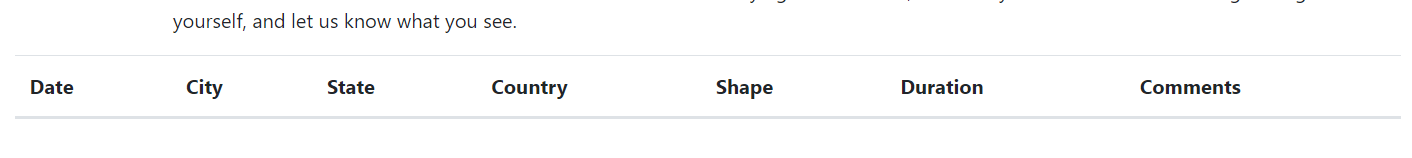 yourself, and let us know what you see.
Date City State Country Shape Duration Comments